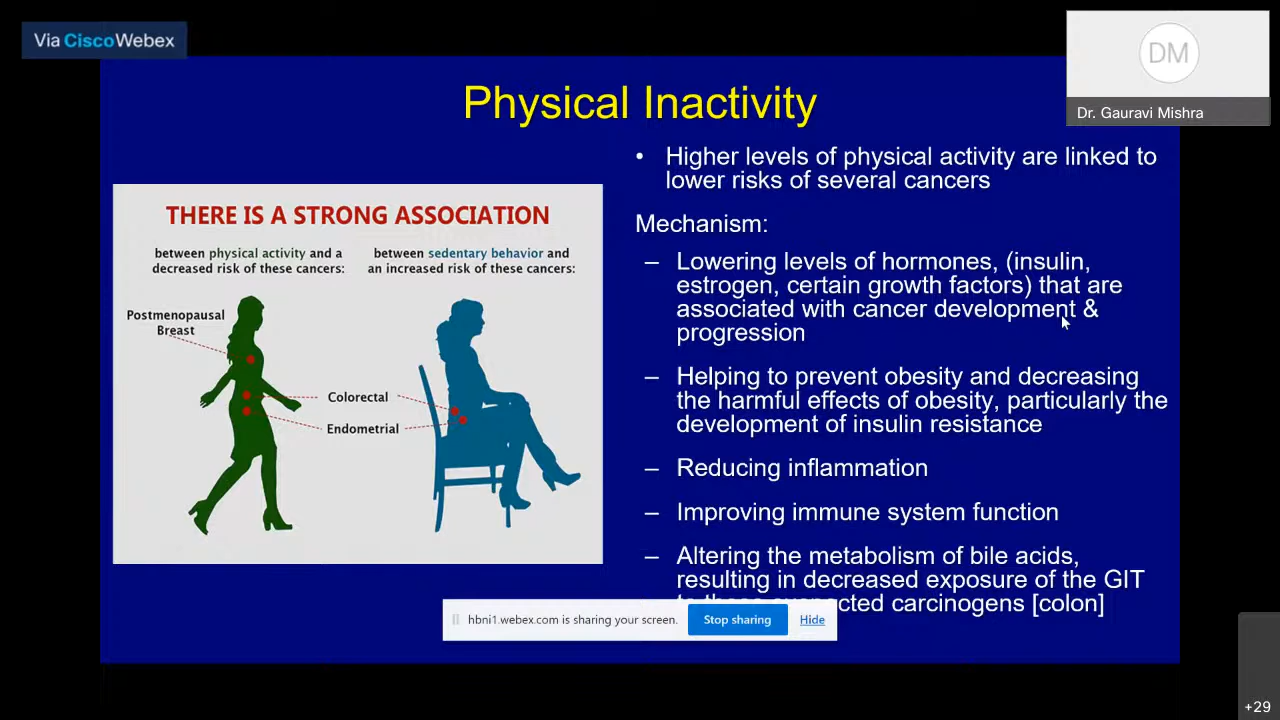 Via CiscoWebex
DM
Dr. Gauravi Mishra
Physical Inactivity
THERE IS A STRONG ASSOCIATION
between physical activity and a
decreased risk of these cancers:
between sedentary behavior and
an increased risk of these cancers:
Postmenopausal
Breast
Colorectal
Endometrial
• Higher levels of physical activity are linked to
lower risks of several cancers
Mechanism:
– Lowering levels of hormones, (insulin,
estrogen, certain growth factors) that are
associated with cancer development &
progression
– Helping to prevent obesity and decreasing
the harmful effects of obesity, particularly the
development of insulin resistance
– Reducing inflammation
– Improving immune system function
– Altering the metabolism of bile acids,
resulting in decreased exposure of the GIT
carcinogens [colon]
hbni1.webex.com is sharing your screen.
Stop sharing
Hide
+29